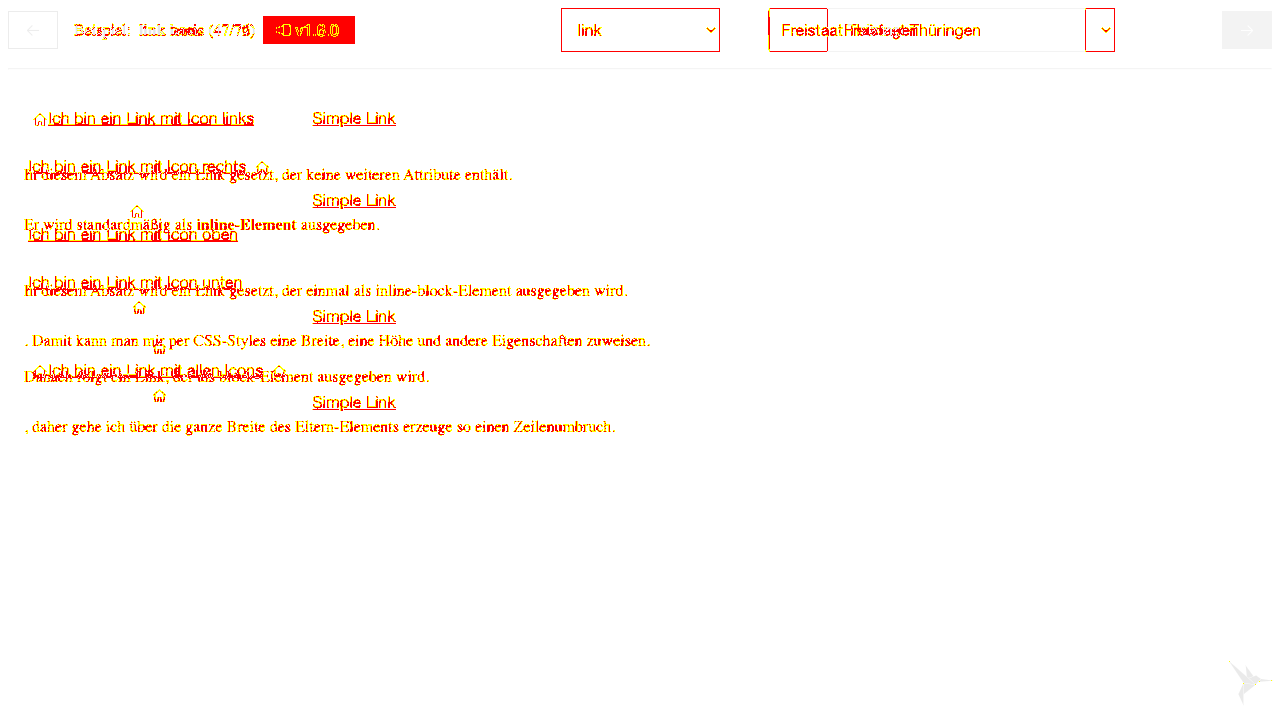 Beispiel: link basis (47/79) v1.6.0 link Freistaat Thüringen
Ich bin ein Link mit Icon links
Simple Link
Ich bin ein Link mit Icon rechts
In diesem Absatz wird ein Link gesetzt, der keine weiteren Attribute enthält.
Simple Link
Er wird standardmäßig als inline-Element ausgegeben.
Ich bin ein Link mit Icon oben
Ich bin ein Link mit Icon unten
In diesem Absatz wird ein Link gesetzt, der einmal als inline-block-Element ausgegeben wird.
Simple Link
. Damit kann man mir per CSS-Styles eine Breite, eine Höhe und andere Eigenschaften zuweisen.
Ich bin ein Link mit allen Icons
Danach folgt ein Link, der als block-Element ausgegeben wird.
Simple Link
, daher gehe ich über die ganze Breite des Eltern-Elements erzeuge so einen Zeilenumbruch.